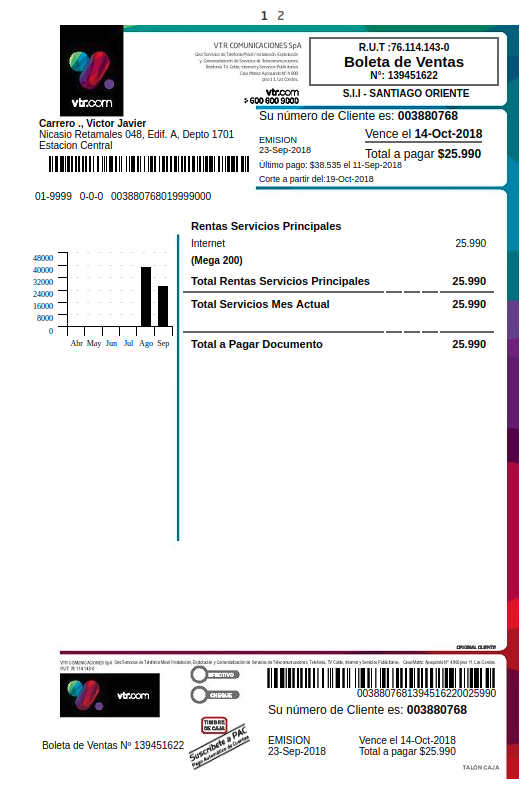 1 2
VTR COMUNICACIONES SpA
Giro: Servicios de Telefonía Móvil / Instalación, Explotación
y Comercialización de Servicios de Telecomunicaciones,
Telefonía, TV Cable, Internet y Servicios Publicitarios
Casa Matriz: Apoquindo Nº 4.800
piso 11, Las Condes.
vtr.com
600 800 9000
vtr.com
R.U.T :76.114.143-0
Boleta de Ventas
Nº: 139451622
S.I.I - SANTIAGO ORIENTE
Carrero ., Victor Javier
Nicasio Retamales 048, Edif. A, Depto 1701
Estacion Central
Su número de Cliente es: 003880768
EMISION
23-Sep-2018
Vence el 14-Oct-2018
Total a pagar $25.990
Último pago: $38.535 el 11-Sep-2018
Corte a partir del:19-Oct-2018
01-9999 0-0-0 003880768019999000
Rentas Servicios Principales
Internet 25.990
(Mega 200)
Total Rentas Servicios Principales 25.990
Total Servicios Mes Actual 25.990
Total a Pagar Documento 25.990
48000
40000
32000
24000
16000
8000
0
Abr May Jun Jul Ago Sep
ORIGINAL CLIENTE
VTR COMUNICACIONES SpA Giro: Servicios de Telefonía Móvil / Instalación, Explotación y Comercialización de Servicios de Telecomunicaciones, Telefonía, TV Cable, Internet y Servicios Publicitarios. Casa Matriz: Apoquindo Nº 4.800 piso 11, Las Condes.
RUT: 76.114.143-0
vtr.com
CHEQUE
0038807681394516220025990
Su número de Cliente es: 003880768
TIMBRE
DE CAJA
Suscríbete a PAC
Pago Automático de Cuentas
Boleta de Ventas Nº 139451622
EMISION
23-Sep-2018
Vence el 14-Oct-2018
Total a pagar $25.990
TALÓN CAJA